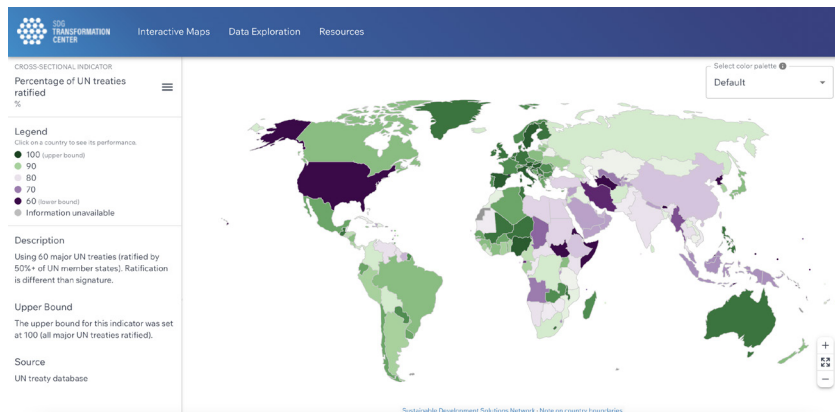 SDG
TRANSFORMATION
CENTER
Interactive Maps
Data Exploration
Resources
CROSS-SECTIONAL INDICATOR
Percentage of UN treaties
ratified
%
Legend
Click on a country to see its performance.
100 (upper bound)
90
80
70
60 (lower bound)
Information unavailable
Description
Using 60 major UN treaties (ratified by
50%+ of UN member states). Ratification
is different than signature.
Upper Bound
The upper bound for this indicator was set
at 100 (all major UN treaties ratified).
Source
UN treaty database
Select color palette
Default
+
−
Sustainable Development Solutions Network - Note on country boundaries